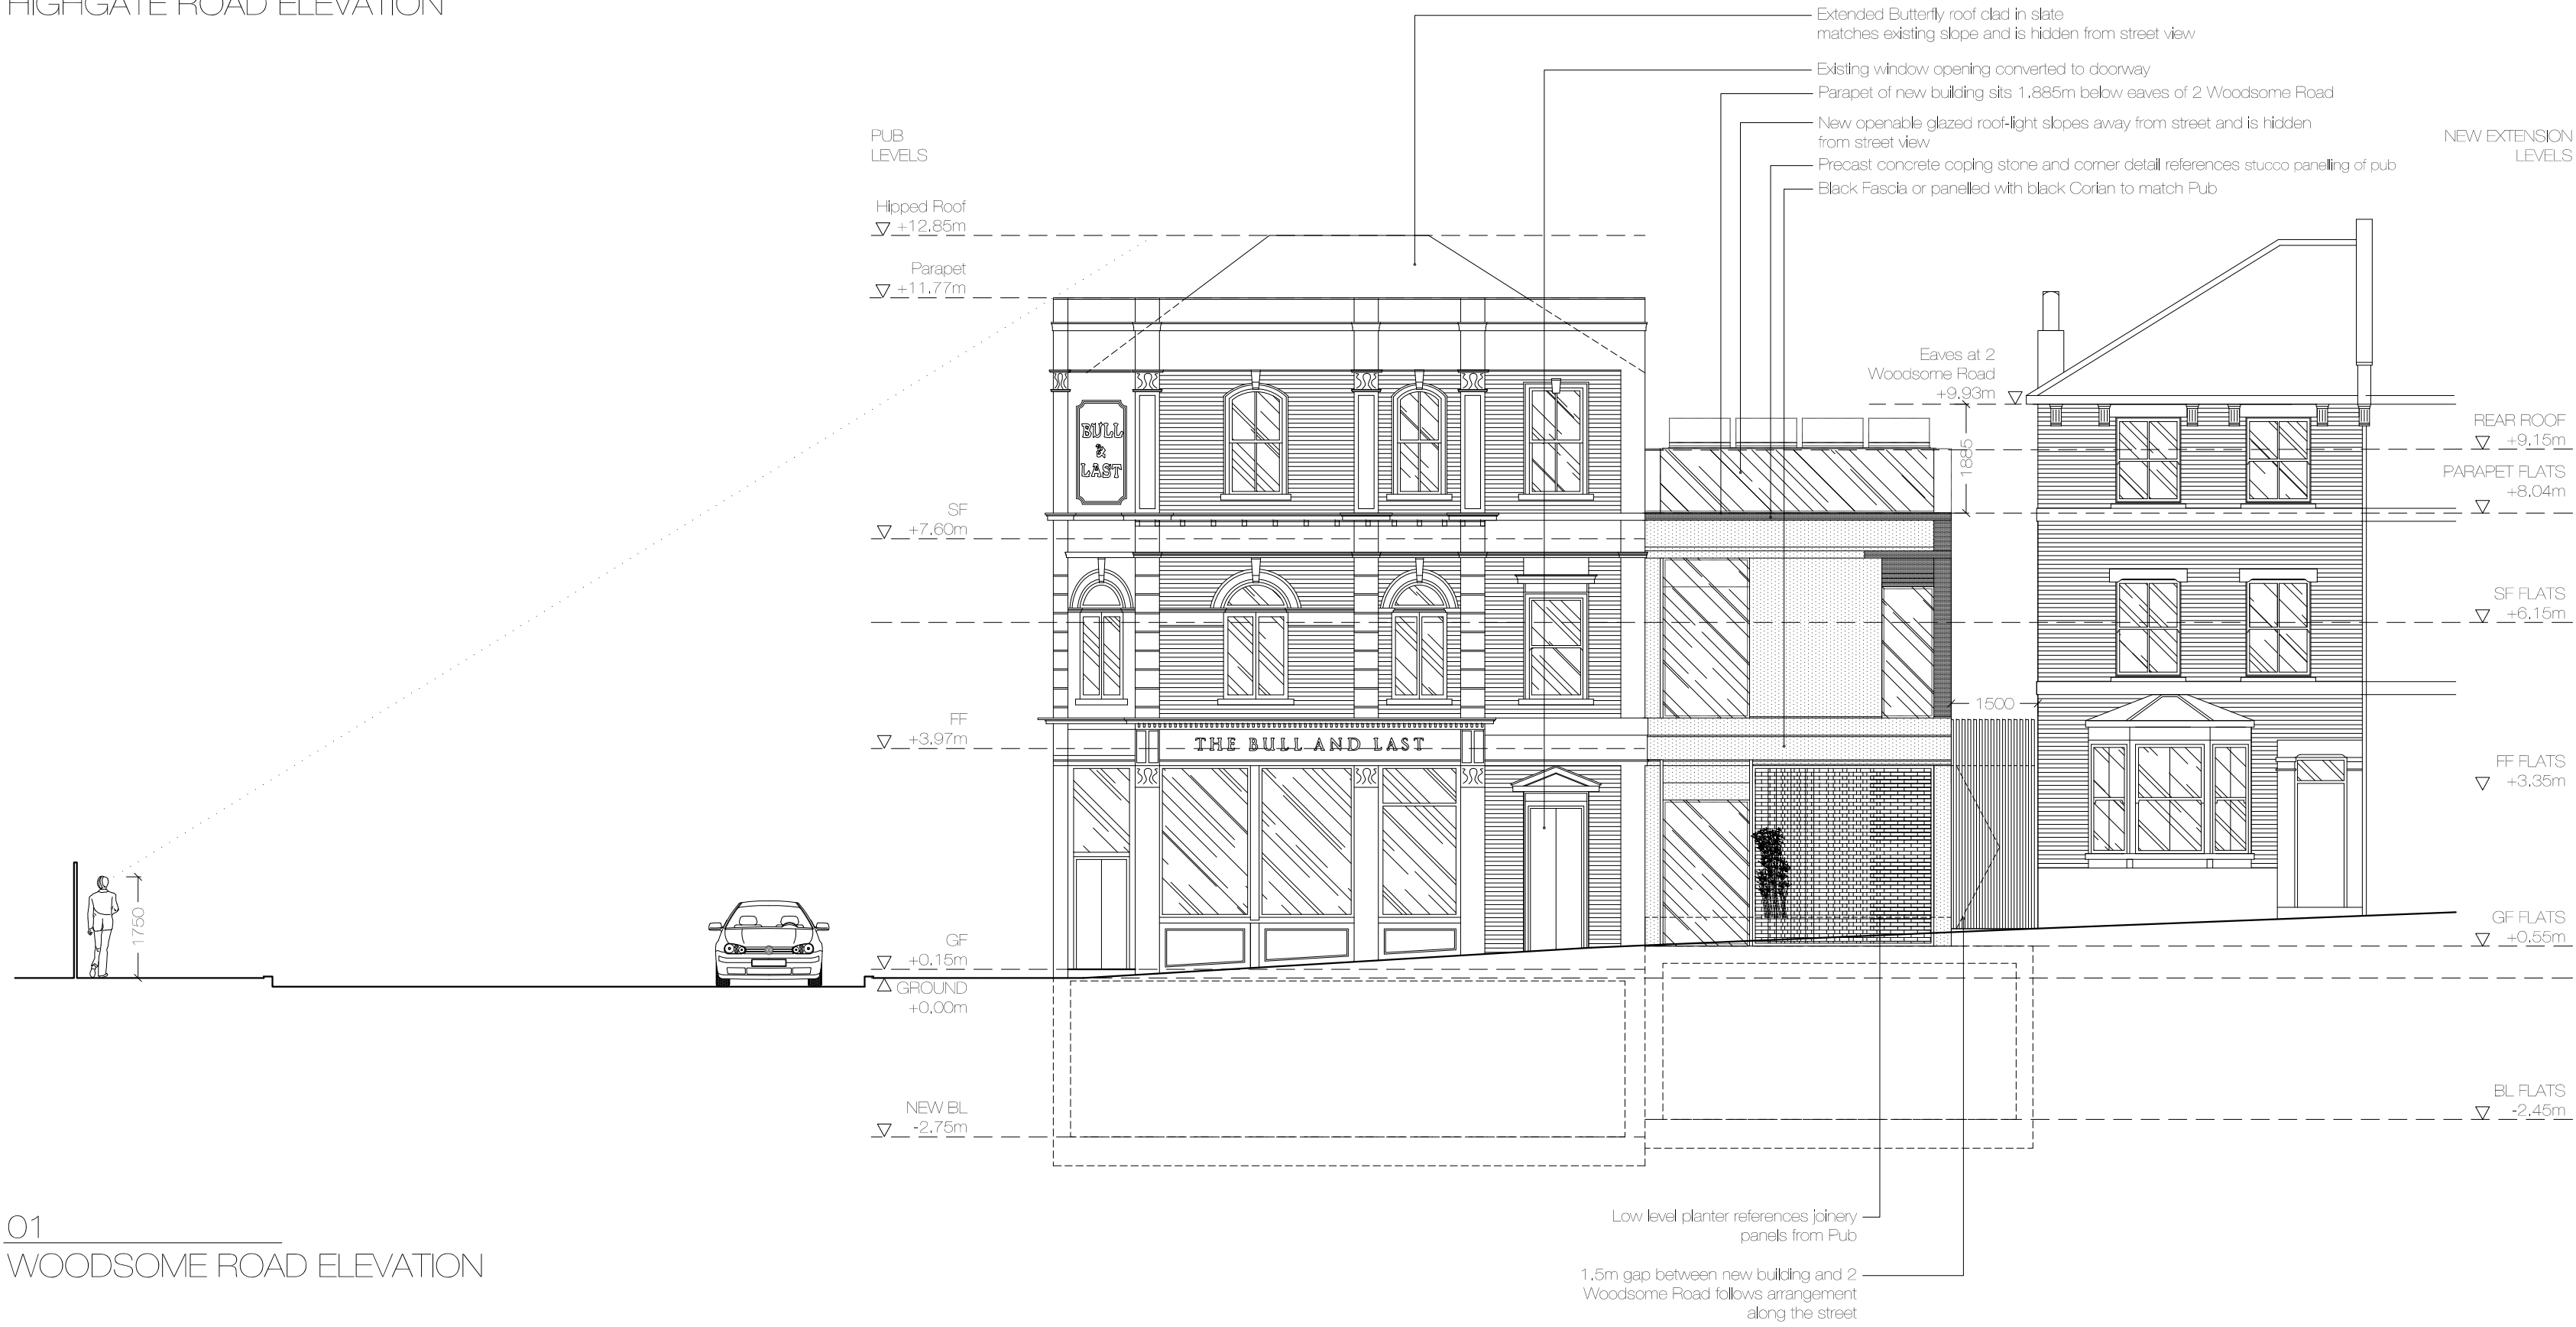 HIGHGATE ROAD ELEVATION
Extended Butterfly roof clad in slate
matches existing slope and is hidden from street view
Existing window opening converted to doorway
Parapet of new building sits 1.885m below eaves of 2 Woodsome Road
New openable glazed roof-light slopes away from street and is hidden
from street view
Precast concrete coping stone and corner detail references stucco panelling of pub
Black Fascia or panelled with black Corian to match Pub
PUB
LEVELS
NEW EXTENSION
LEVELS
Hipped Roof
+12.85m
Parapet
+11.77m
Eaves at 2
Woodsome Road
+9.93m
BULL
&
LAST
1885
REAR ROOF
+9.15m
PARAPET FLATS
+8.04m
SF
+7.60m
SF FLATS
+6.15m
1500
FF
+3.97m
THE BULL AND LAST
FF FLATS
+3.35m
1750
GF
+0.15m
GROUND
+0.00m
GF FLATS
+0.55m
NEW BL
-2.75m
BL FLATS
-2.45m
Low level planter references joinery
panels from Pub
1.5m gap between new building and 2
Woodsome Road follows arrangement
along the street
01
WOODSOME ROAD ELEVATION